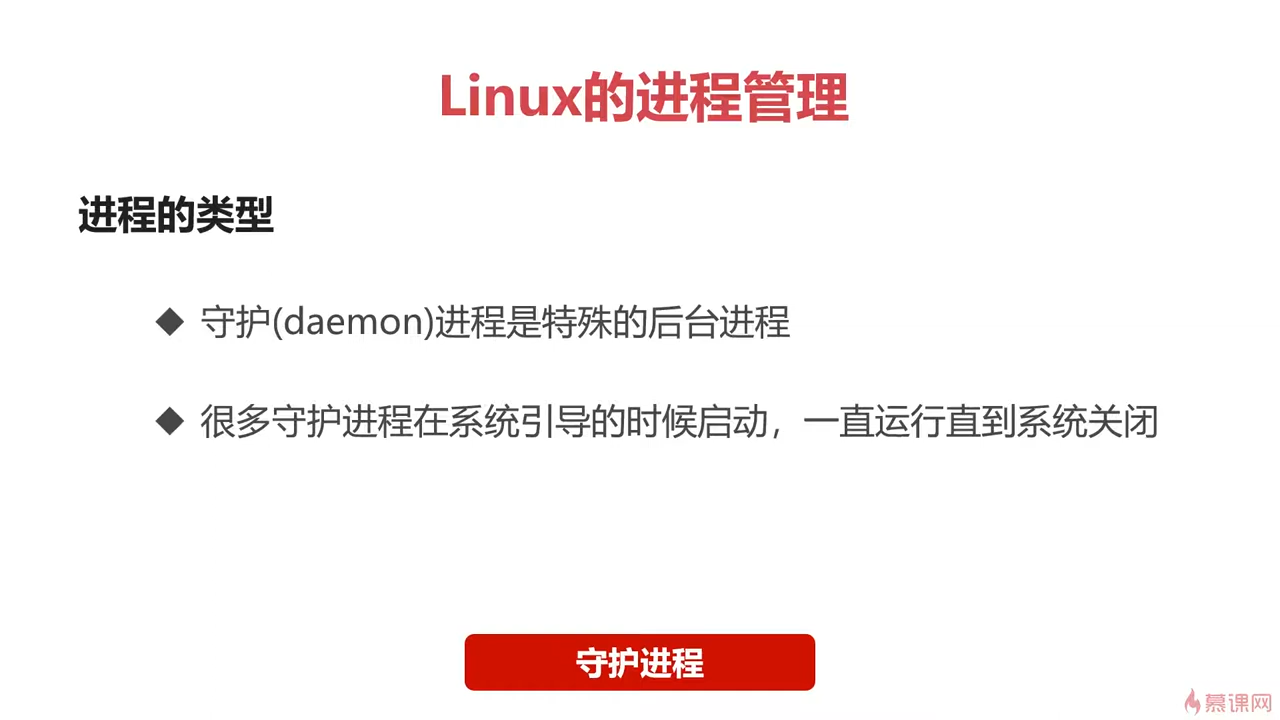 Linux的进程管理
进程的类型
◆ 守护(daemon)进程是特殊的后台进程
◆ 很多守护进程在系统引导的时候启动，一直运行直到系统关闭
守护进程
慕课网